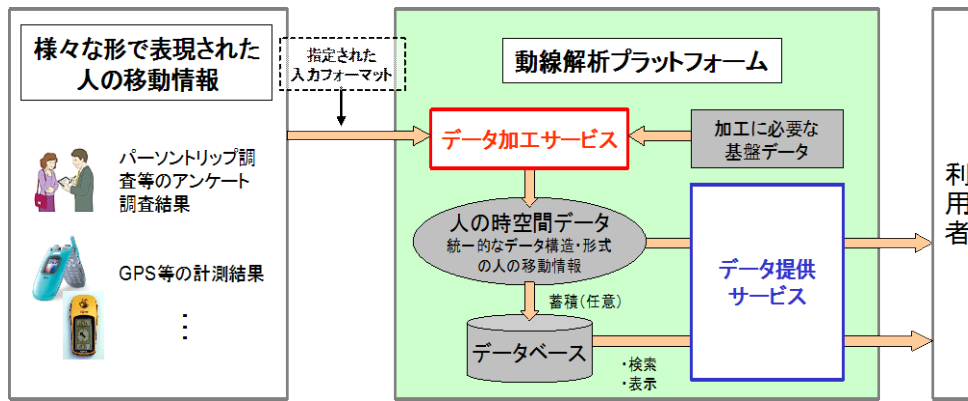 様々な形で表現された
人の移動情報
パーソントリップ調
査等のアンケート
調査結果
GPS等の計測結果
⋮
指定された
入力フォーマット
動線解析プラットフォーム
データ加工サービス
加工に必要な
基盤データ
人の時空間データ
統一的なデータ構造・形式
の人の移動情報
蓄積(任意)
データベース
・検索
・表示
データ提供
サービス
利
用
者